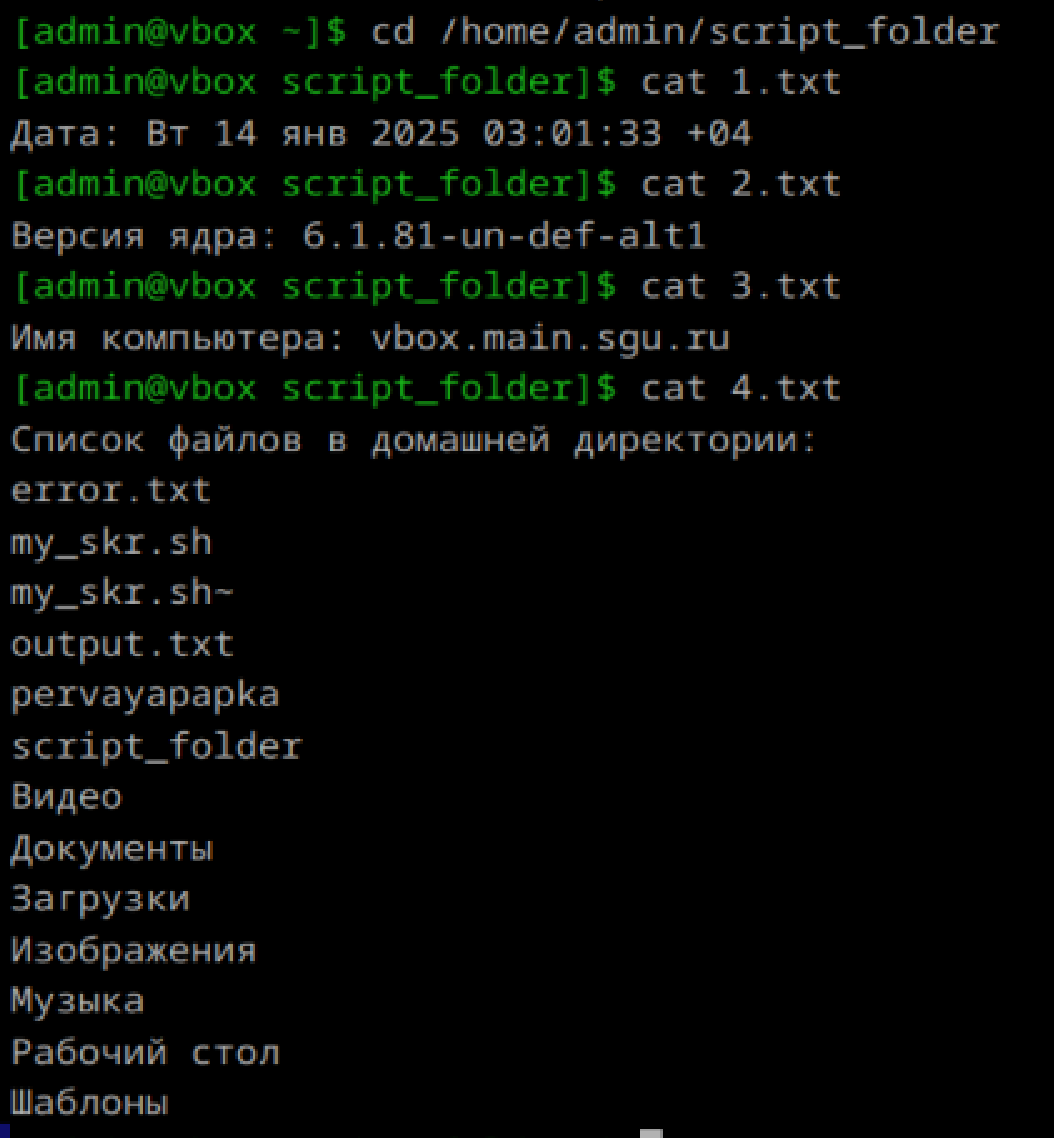 [admin@vbox ~]$ cd /home/admin/script_folder
[admin@vbox script_folder]$ cat 1.txt
Дата: Вт 14 янв 2025 03:01:33 +04
[admin@vbox script_folder]$ cat 2.txt
Версия ядра: 6.1.81-un-def-alt1
[admin@vbox script_folder]$ cat 3.txt
Имя компьютера: vbox.main.sgu.ru
[admin@vbox script_folder]$ cat 4.txt
Список файлов в домашней директории:
error.txt
my_skr.sh
my_skr.sh~
output.txt
pervayapapka
script_folder
Видео
Документы
Загрузки
Изображения
Музыка
Рабочий стол
Шаблоны